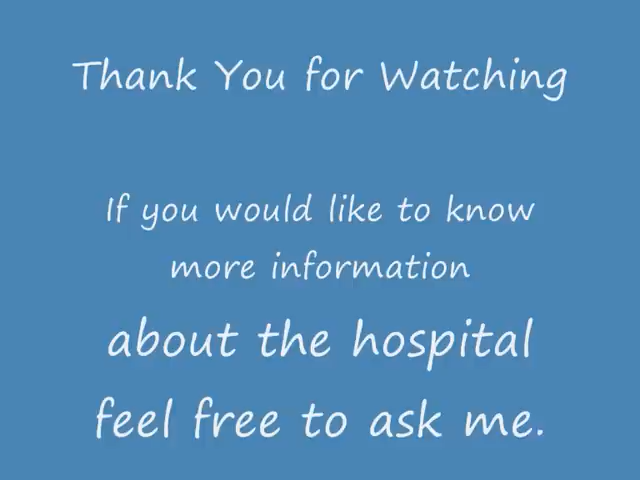 Thank You for Watching
If you would like to know
more information
about the hospital
feel free to ask me.